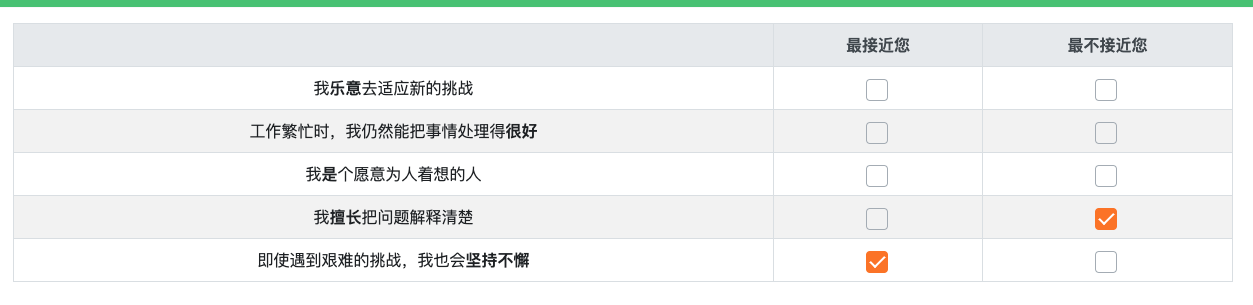 最接近您 最不接近您
我乐意去适应新的挑战
工作繁忙时，我仍然能把事情处理得很好
我是个愿意为人着想的人
我擅长把问题解释清楚
即使遇到艰难的挑战，我也会坚持不懈